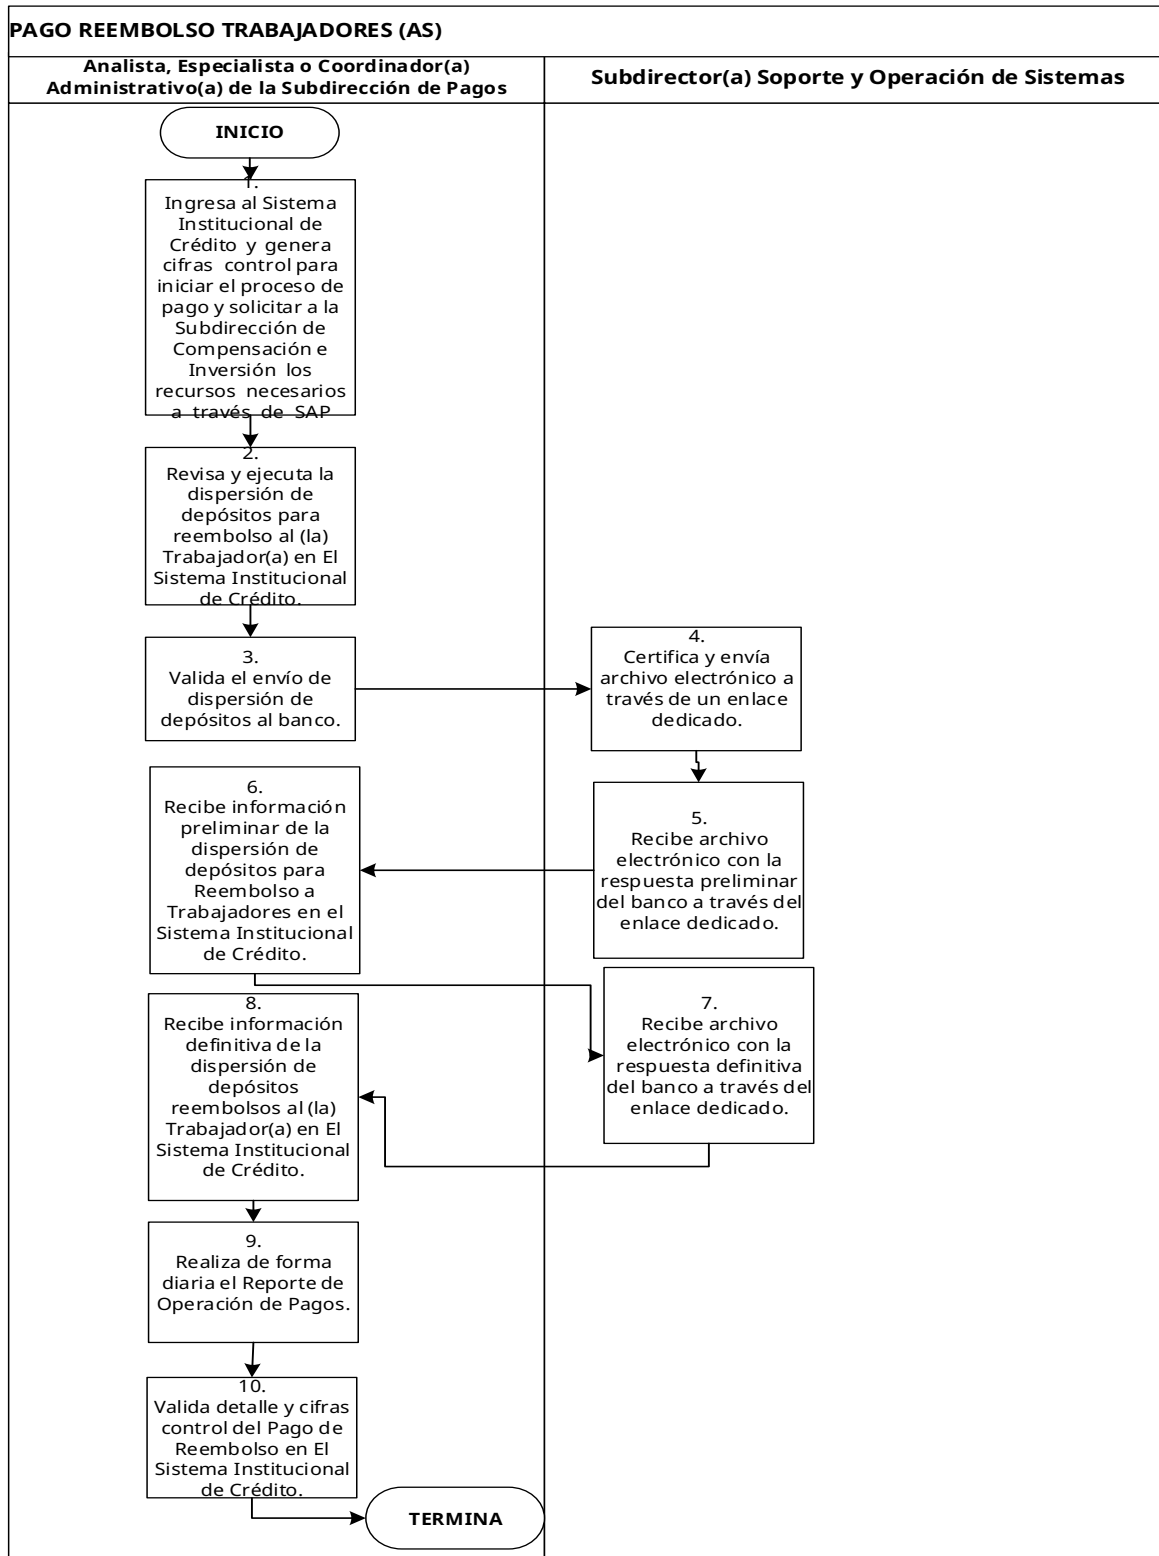 PAGO REEMBOLSO TRABAJADORES (AS)
Analista, Especialista o Coordinador(a)
Administrativo(a) de la Subdirección de Pagos
Subdirector(a) Soporte y Operación de Sistemas
INICIO
1.
Ingresa al Sistema
Institucional de
Crédito y genera
cifras control para
iniciar el proceso de
pago y solicitar a la
Subdirección de
Compensación e
Inversión los
recursos necesarios
a través de SAP
2.
Revisa y ejecuta la
dispersión de
depósitos para
reembolso al (la)
Trabajador(a) en El
Sistema Institucional
de Crédito.
3.
Valida el envío de
dispersión de
depósitos al banco.
4.
Certifica y envía
archivo electrónico a
través de un enlace
dedicado.
5.
Recibe archivo
electrónico con la
respuesta preliminar
del banco a través del
enlace dedicado.
6.
Recibe información
preliminar de la
dispersión de
depósitos para
Reembolso a
Trabajadores en el
Sistema Institucional
de Crédito.
7.
Recibe archivo
electrónico con la
respuesta definitiva
del banco a través del
enlace dedicado.
8.
Recibe información
definitiva de la
dispersión de
depósitos
reembolsos al (la)
Trabajador(a) en El
Sistema Institucional
de Crédito.
9.
Realiza de forma
diaria el Reporte de
Operación de Pagos.
10.
Valida detalle y cifras
control del Pago de
Reembolso en El
Sistema Institucional
de Crédito.
TERMINA